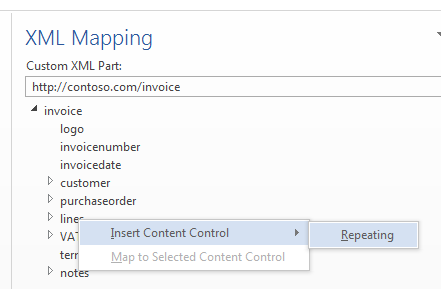 XML Mapping
Custom XML Part:
http://contoso.com/invoice
invoice
logo
invoicenumber
invoicedate
customer
purchaseorder
lines
Insert Content Control
Repeating
VAT
Map to Selected Content Control
notes